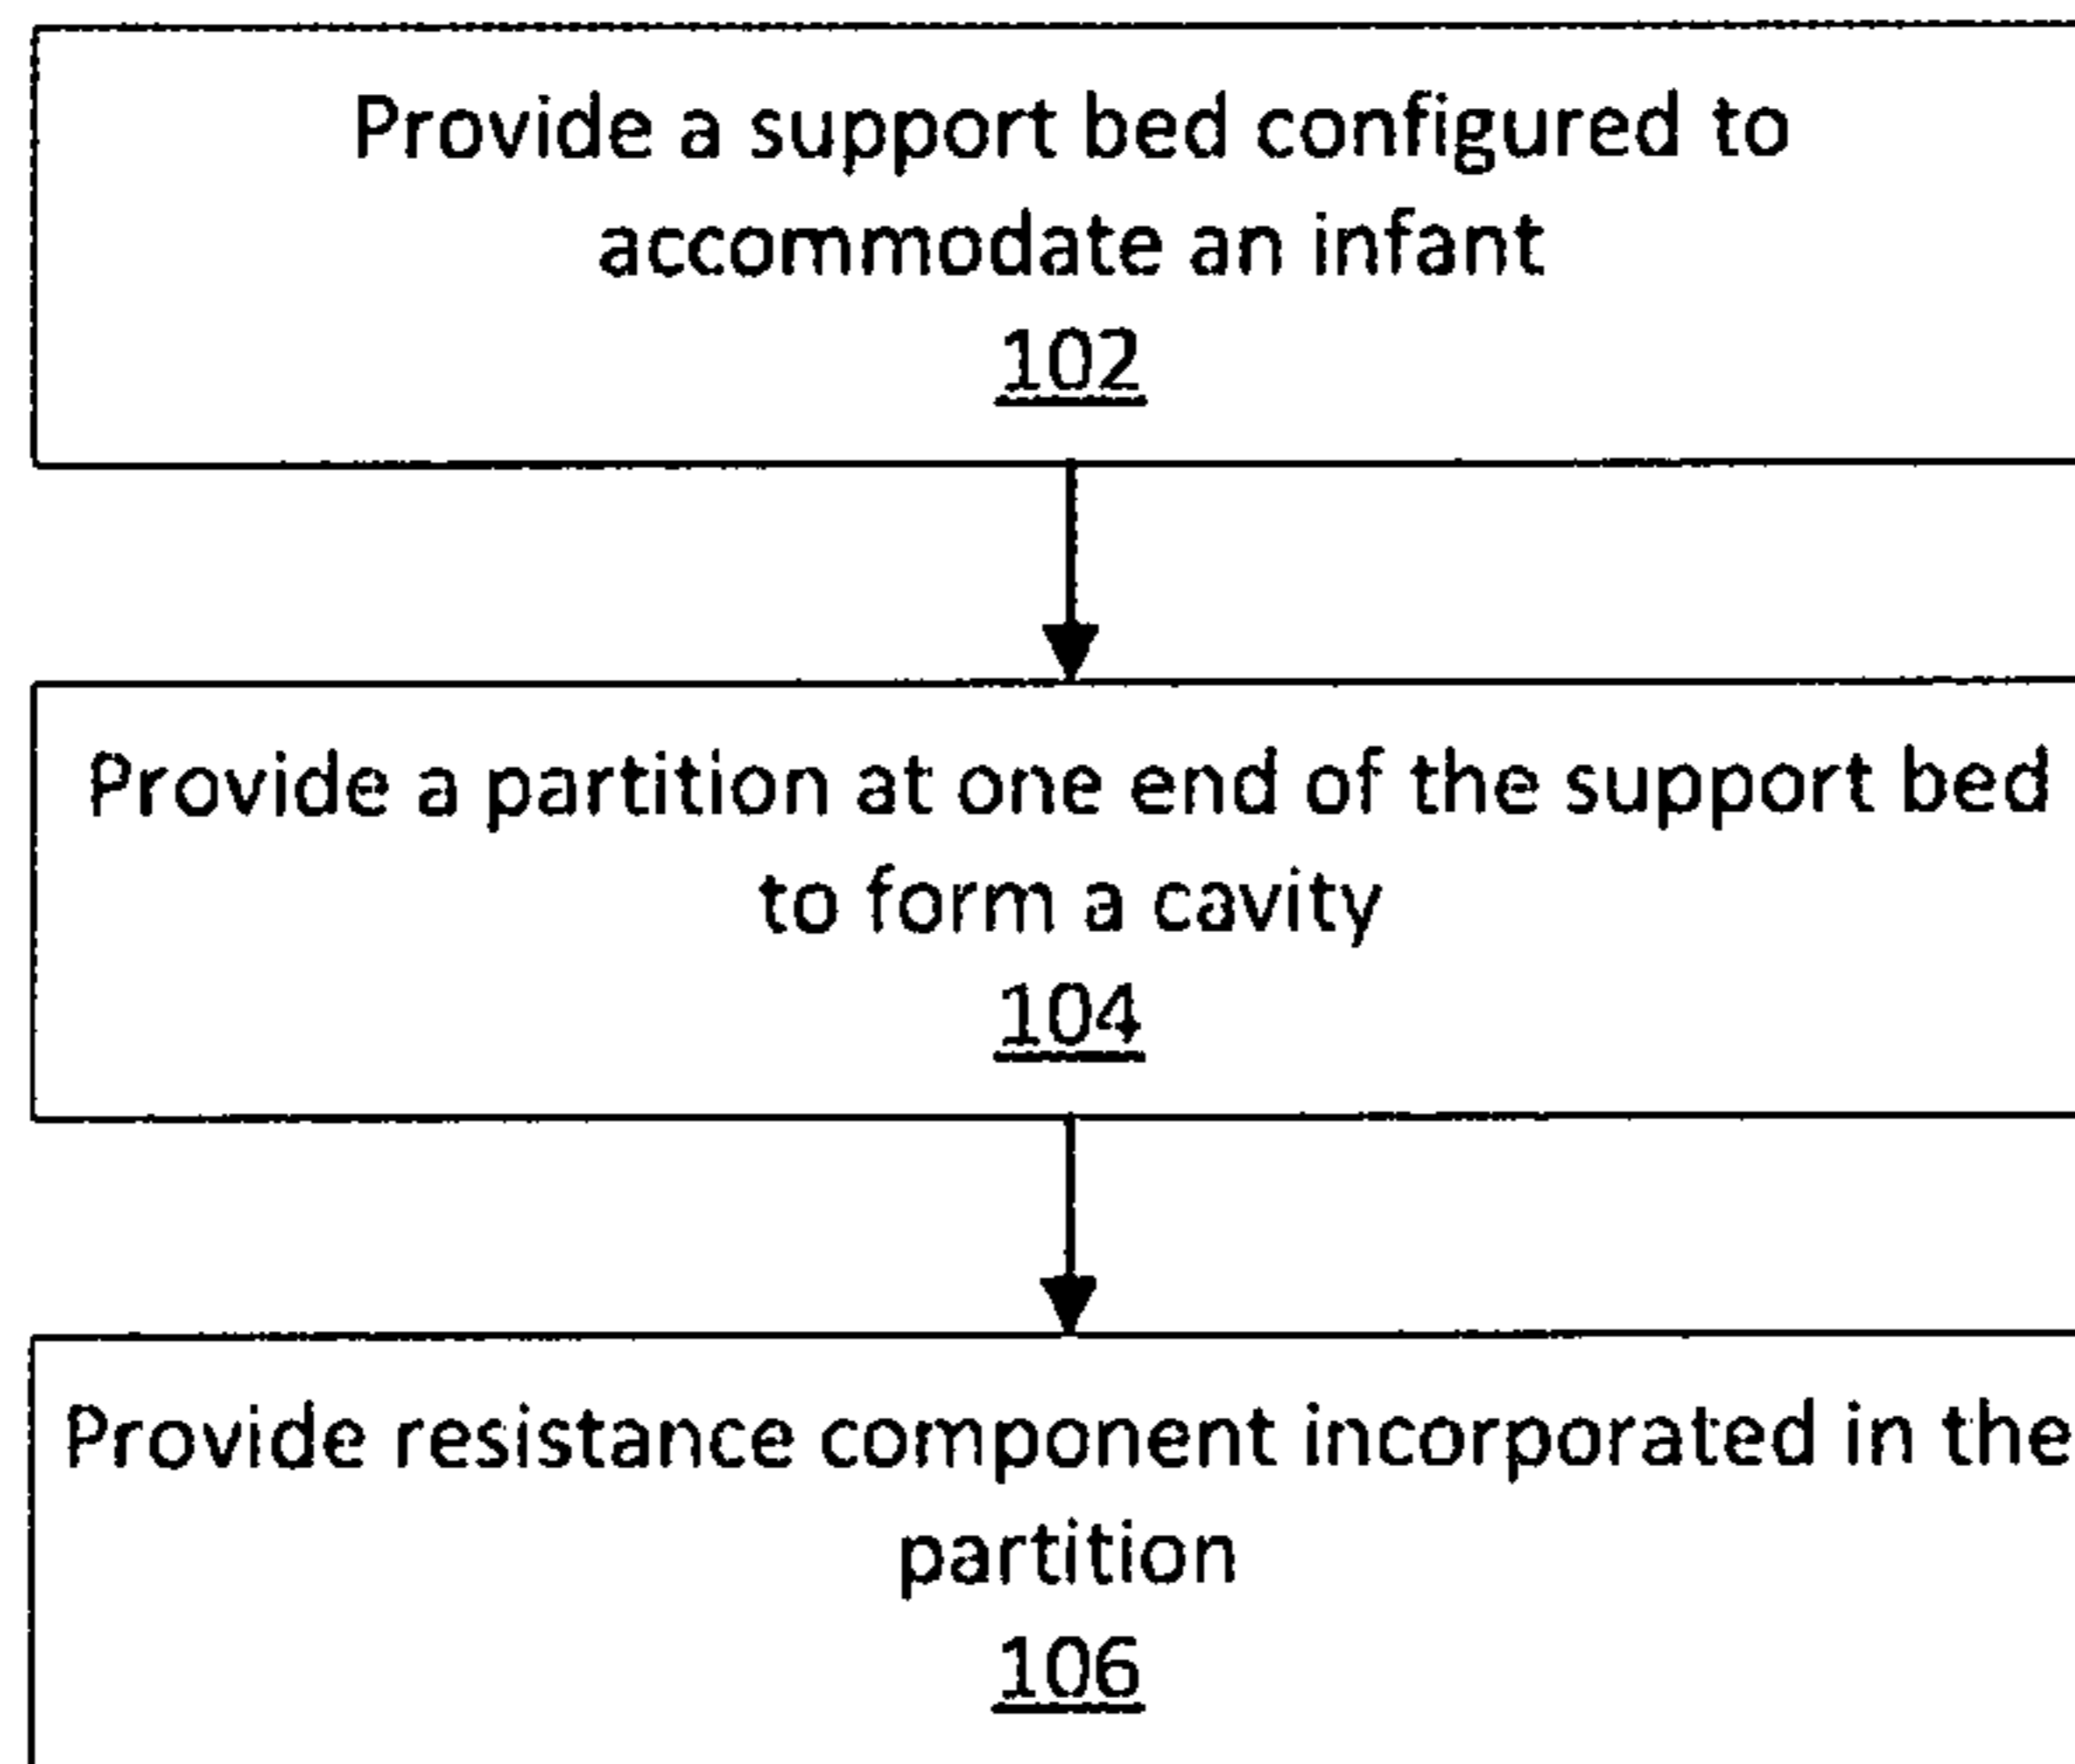 Provide a support bed configured to
accommodate an infant
102
Provide a partition at one end of the support bed
to form a cavity
104
Provide resistance component incorporated in the
partition
106